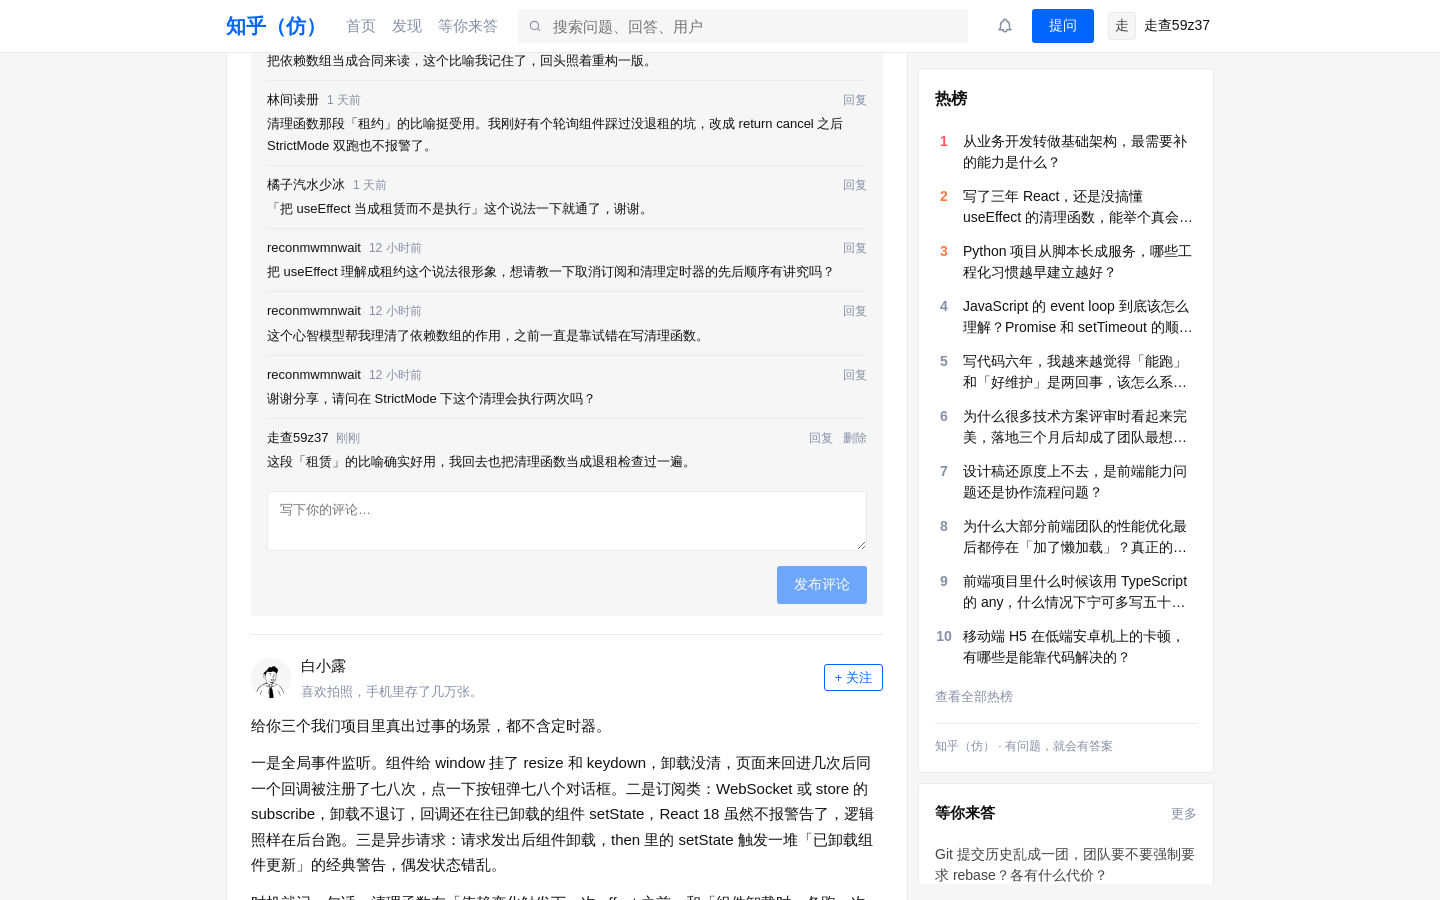 知乎（仿） 首页 发现 等你来答 搜索问题、回答、用户 提问 走 走查59z37
把依赖数组当成合同来读，这个比喻我记住了，回头照着重构一版。
林间读册 1 天前 回复
清理函数那段「租约」的比喻挺受用。我刚好有个轮询组件踩过没退租的坑，改成 return cancel 之后
StrictMode 双跑也不报警了。
橘子汽水少冰 1 天前 回复
「把 useEffect 当成租赁而不是执行」这个说法一下就通了，谢谢。
reconmwmnwait 12 小时前 回复
把 useEffect 理解成租约这个说法很形象，想请教一下取消订阅和清理定时器的先后顺序有讲究吗？
reconmwmnwait 12 小时前 回复
这个心智模型帮我理清了依赖数组的作用，之前一直是靠试错在写清理函数。
reconmwmnwait 12 小时前 回复
谢谢分享，请问在 StrictMode 下这个清理会执行两次吗？
走查59z37 刚刚 回复 删除
这段「租赁」的比喻确实好用，我回去也把清理函数当成退租检查过一遍。
写下你的评论…
发布评论
白小露
喜欢拍照，手机里存了几万张。
+ 关注
给你三个我们项目里真出过事的场景，都不含定时器。
一是全局事件监听。组件给 window 挂了 resize 和 keydown，卸载没清，页面来回进几次后同
一个回调被注册了七八次，点一下按钮弹七八个对话框。二是订阅类：WebSocket 或 store 的
subscribe，卸载不退订，回调还在往已卸载的组件 setState，React 18 虽然不报警告了，逻辑
照样在后台跑。三是异步请求：请求发出后组件卸载，then 里的 setState 触发一堆「已卸载组
件更新」的经典警告，偶发状态错乱。
时机就记一句话：清理函数在「依赖变化触发下一次 effect 之前」和「组件卸载时」各跑一次
热榜
1 从业务开发转做基础架构，最需要补
的能力是什么？
2 写了三年 React，还是没搞懂
useEffect 的清理函数，能举个真会…
3 Python 项目从脚本长成服务，哪些工
程化习惯越早建立越好？
4 JavaScript 的 event loop 到底该怎么
理解？Promise 和 setTimeout 的顺…
5 写代码六年，我越来越觉得「能跑」
和「好维护」是两回事，该怎么系…
6 为什么很多技术方案评审时看起来完
美，落地三个月后却成了团队最想…
7 设计稿还原度上不去，是前端能力问
题还是协作流程问题？
8 为什么大部分前端团队的性能优化最
后都停在「加了懒加载」？真正的…
9 前端项目里什么时候该用 TypeScript
的 any，什么情况下宁可多写五十…
10 移动端 H5 在低端安卓机上的卡顿，
有哪些是能靠代码解决的？
查看全部热榜
知乎（仿） · 有问题，就会有答案
等你来答 更多
Git 提交历史乱成一团，团队要不要强制要
求 rebase？各有什么代价？